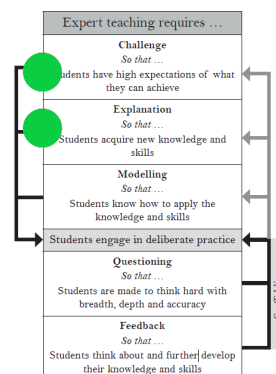 Expert teaching requires …
Challenge
So that …
students have high expectations of what
they can achieve
Explanation
So that …
Students acquire new knowledge and
skills
Modelling
So that …
Students know how to apply the
knowledge and skills
Students engage in deliberate practice
Questioning
So that …
Students are made to think hard with
breadth, depth and accuracy
Feedback
So that …
Students think about and further develop
their knowledge and skills